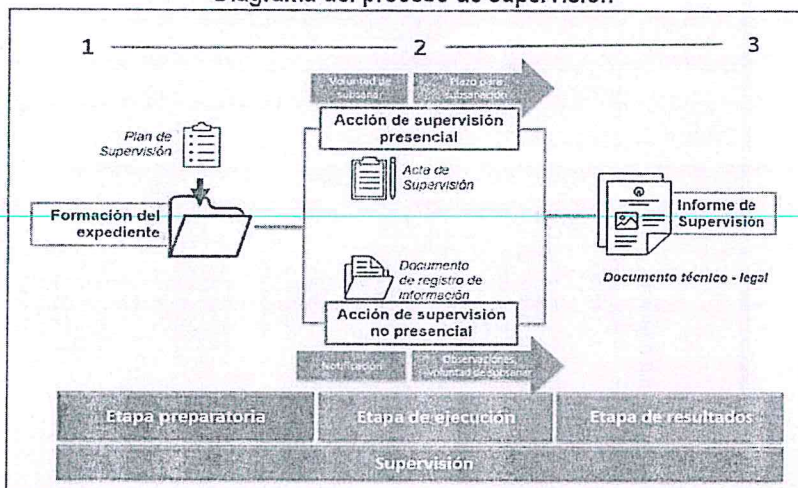 Diagrama del proceso de supervisión
1
2
3
Voluntad de
subsanar
Plazo para
subsanación
Acción de supervisión
presencial
Plan de
Supervisión
Acta de
Supervisión
Formación del
expediente
Informe de
Supervisión
Documento técnico - legal
Documento
de registro de
información
Acción de supervisión
no presencial
Notificación
Observaciones,
voluntad de subsanar
Etapa preparatoria
Etapa de ejecución
Etapa de resultados
Supervisión